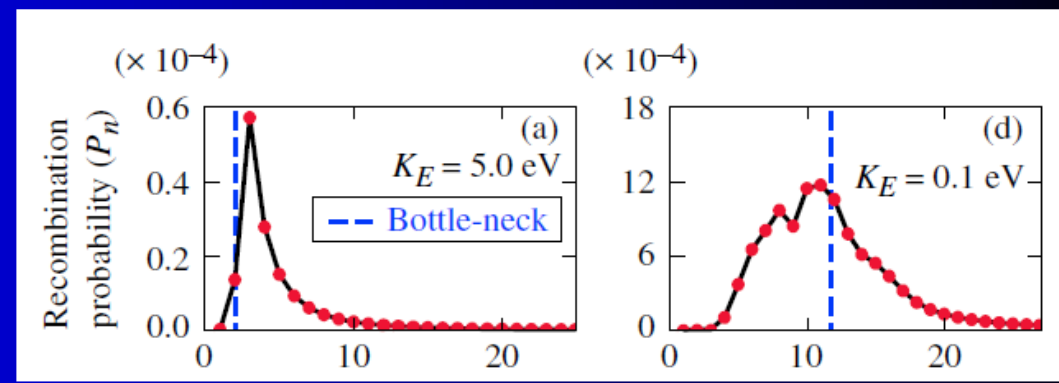 (× 10⁻⁴)
(× 10⁻⁴)
Recombination
probability (Pₙ)
0.6
0.4
0.2
0.0
(a)
K_E = 5.0 eV
Bottle-neck
0
10
20
18
12
6
0
(d)
K_E = 0.1 eV
0
10
20